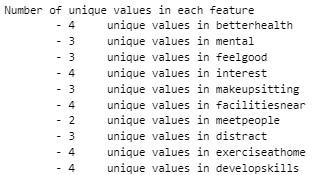 Number of unique values in each feature
- 4 unique values in betterhealth
- 3 unique values in mental
- 3 unique values in feelgood
- 4 unique values in interest
- 3 unique values in makeupsitting
- 4 unique values in facilitiesnear
- 2 unique values in meetpeople
- 3 unique values in distract
- 4 unique values in exerciseathome
- 4 unique values in developskills